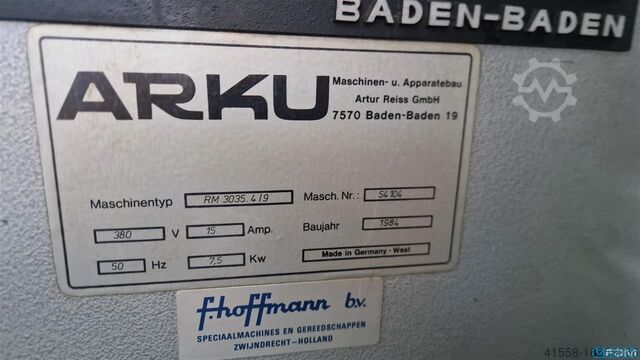 BADEN-BADEN
ARKU
Maschinen- u. Apparatebau
Artur Reiss GmbH
7570 Baden-Baden 19
Maschinentyp RM 3035.4/9 Masch. Nr.: 54104
380 V 15 Amp. Baujahr 1984
50 Hz 7,5 Kw Made in Germany - West
f.hoffmann b.v.
SPECIAALMACHINES EN GEREEDSCHAPPEN
ZWIJNDRECHT-HOLLAND